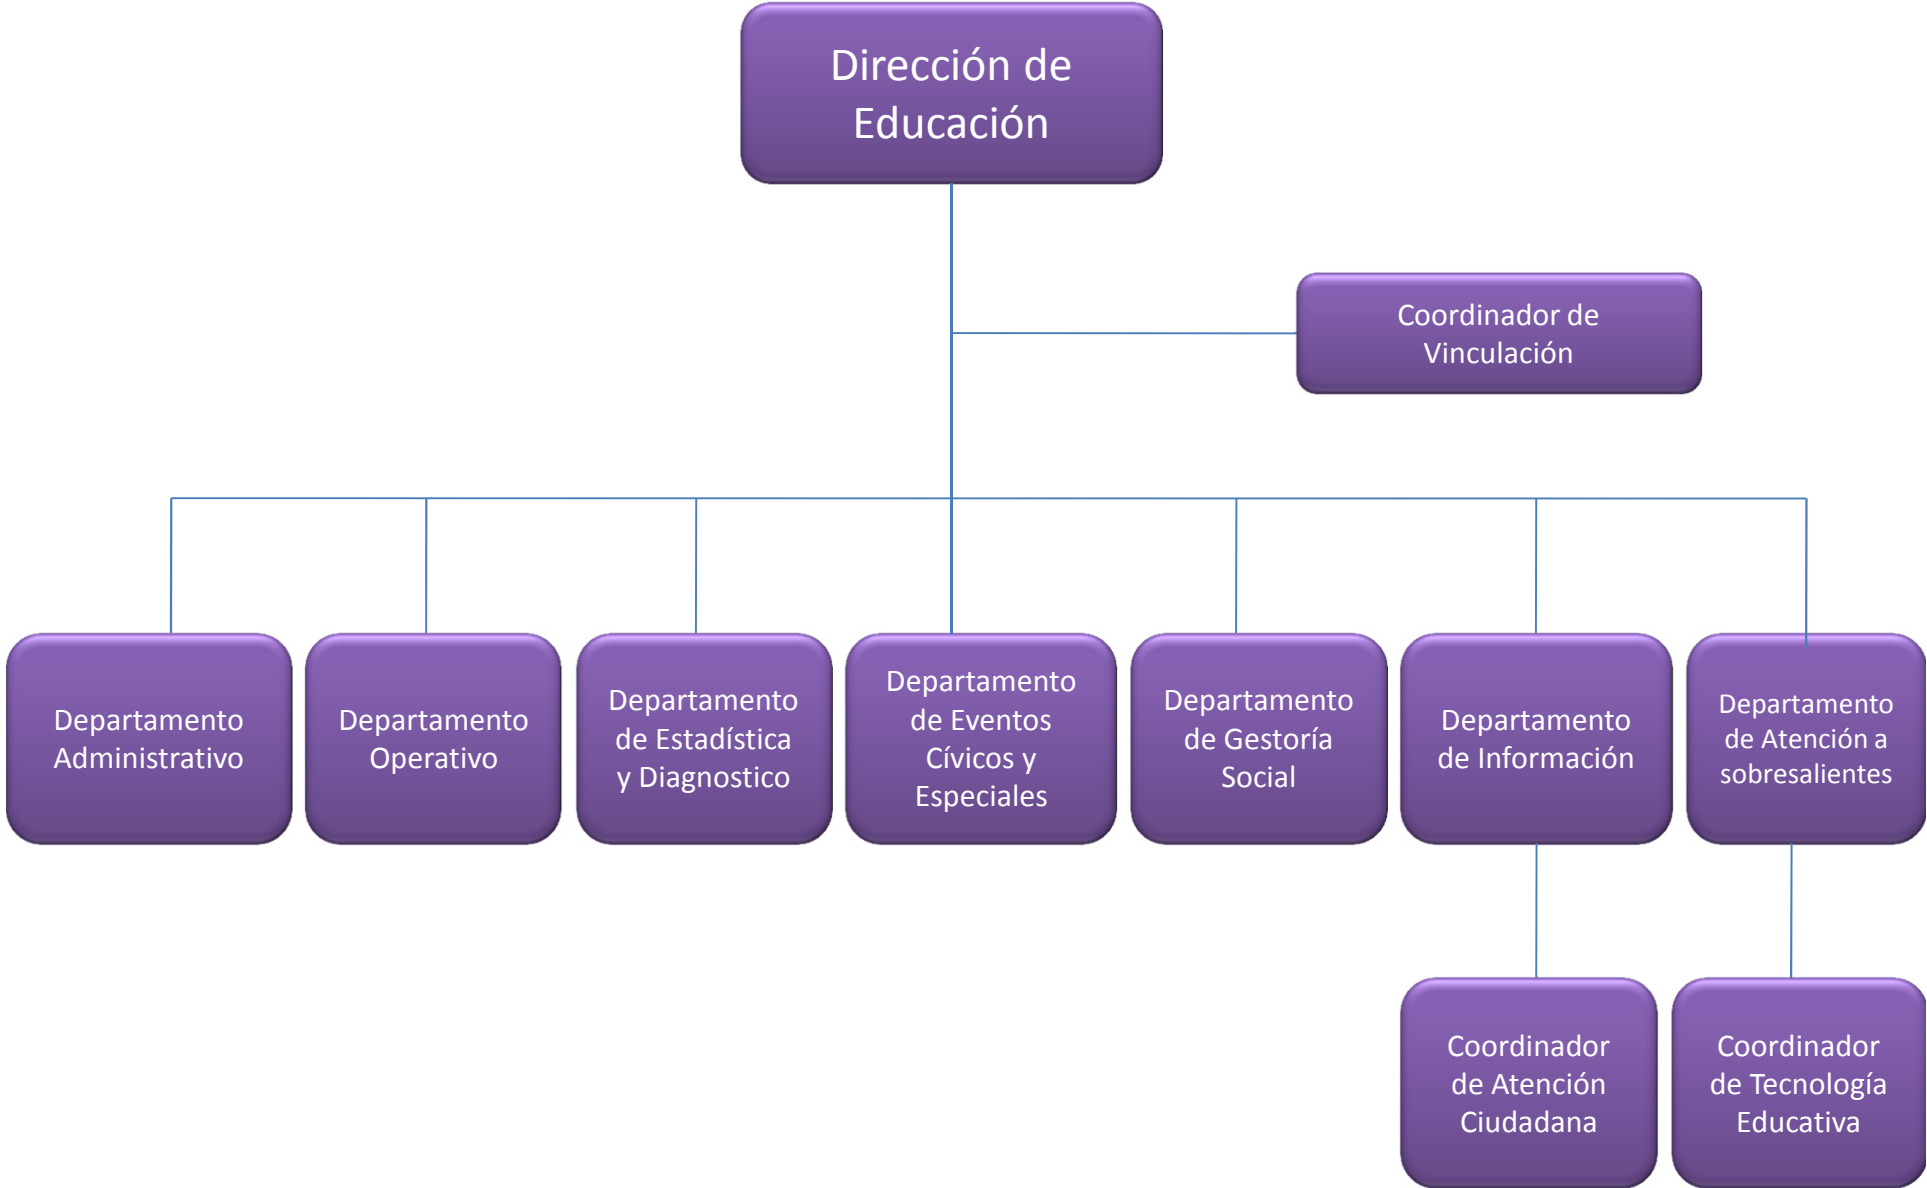 Dirección de
Educación
Coordinador de
Vinculación
Departamento
Administrativo
Departamento
Operativo
Departamento
de Estadística
y Diagnostico
Departamento
de Eventos
Cívicos y
Especiales
Departamento
de Gestoría
Social
Departamento
de Información
Departamento
de Atención a
sobresalientes
Coordinador
de Atención
Ciudadana
Coordinador
de Tecnología
Educativa